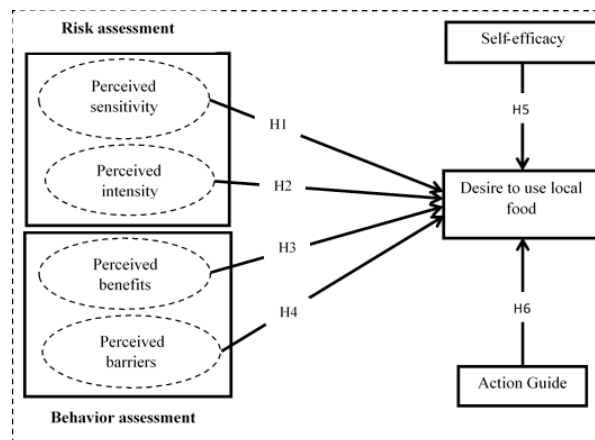 Risk assessment
Perceived
sensitivity
Perceived
intensity
Perceived
benefits
Perceived
barriers
Behavior assessment
H1
H2
H3
H4
Self-efficacy
H5
Desire to use local
food
H6
Action Guide